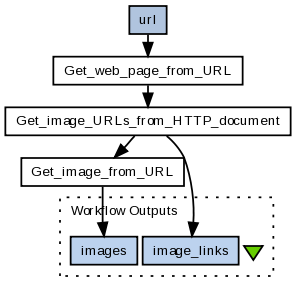 url
Get_web_page_from_URL
Get_image_URLs_from_HTTP_document
Get_image_from_URL
Workflow Outputs
images
image_links